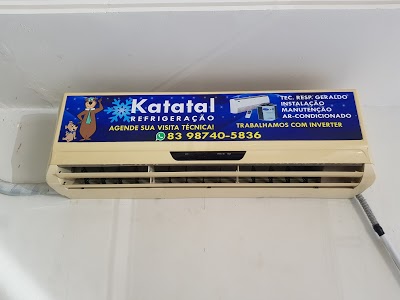 Katatal
REFRIGERAÇÃO
AGENDE SUA VISITA TÉCNICA!
83 98740-5836
TEC. RESP. GERALDO
INSTALAÇÃO
MANUTENÇÃO
AR-CONDICIONADO
TRABALHAMOS COM INVERTER